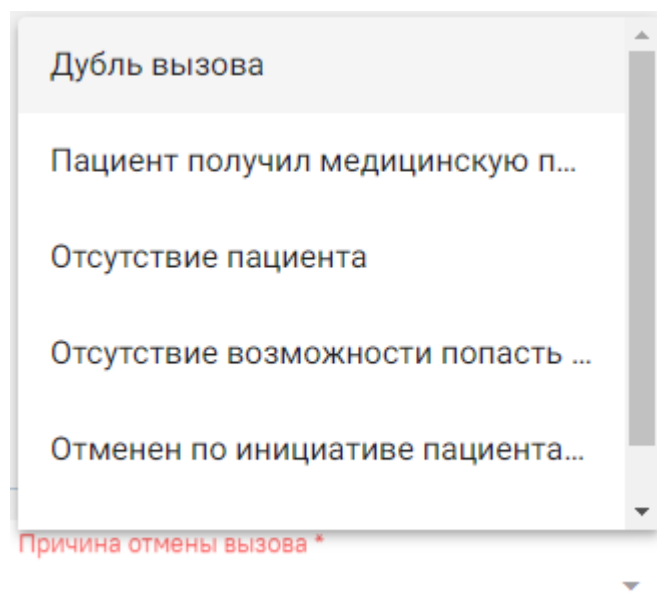 Дубль вызова
Пациент получил медицинскую п...
Отсутствие пациента
Отсутствие возможности попасть ...
Отменен по инициативе пациента...
Причина отмены вызова *